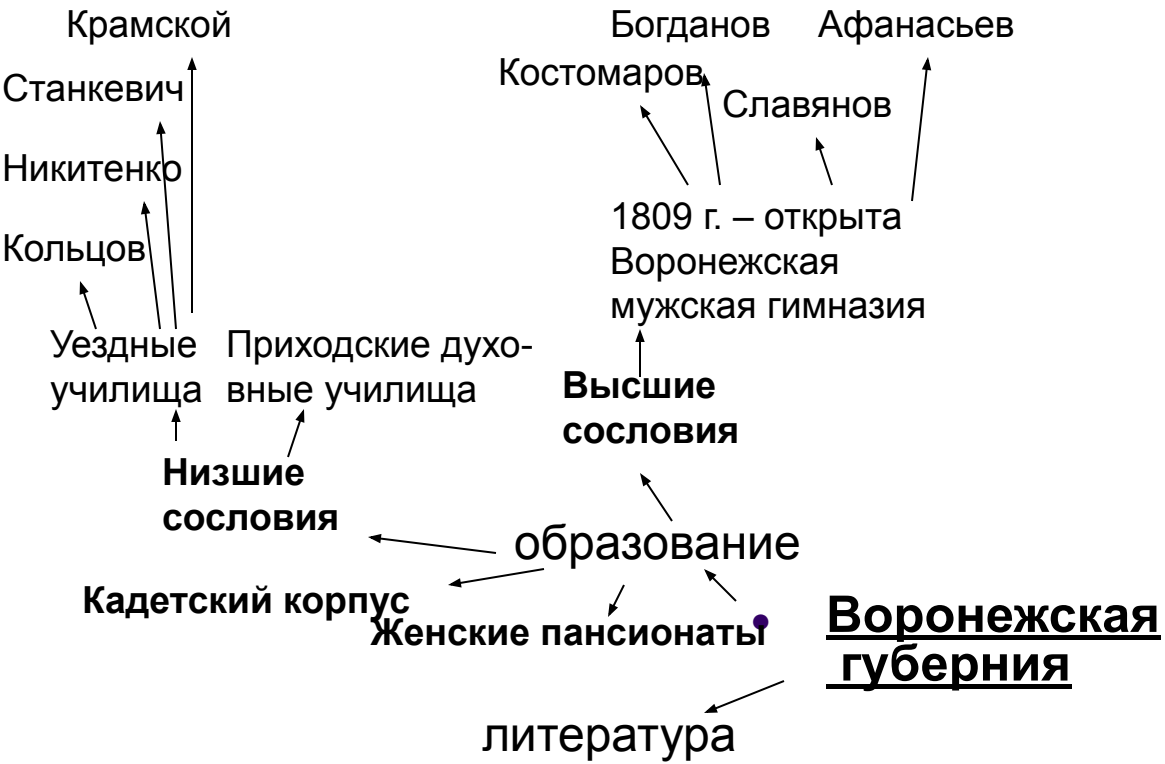 Крамской
Богданов
Афанасьев
Костомаров
Станкевич
Славянов
Никитенко
1809 г. – открыта
Воронежская
мужская гимназия
Кольцов
Уездные
училища
Приходские духо-
вные училища
Высшие
сословия
Низшие
сословия
образование
Кадетский корпус
Женские пансионаты
Воронежская
губерния
литература